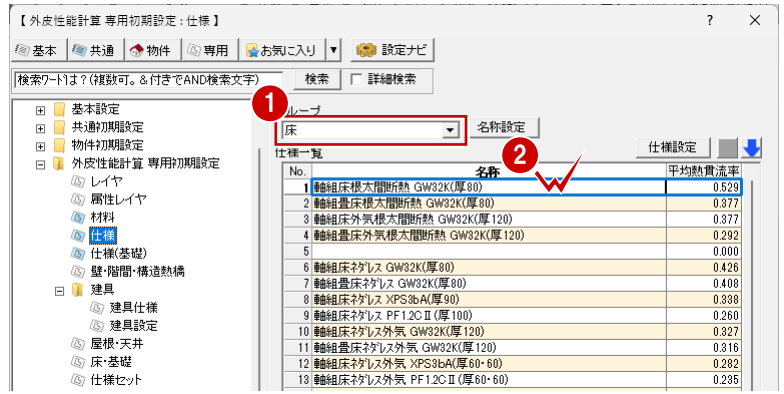 【 外皮性能計算 専用初期設定 : 仕様 】
基本 共通 物件 専用 お気に入り 設定ナビ
検索ワードは？(複数可。＆付きでAND検索文字) 検索 詳細検索
基本設定
共通初期設定
物件初期設定
外皮性能計算 専用初期設定
レイヤ
属性レイヤ
材料
仕様
仕様(基礎)
壁・階間・構造熱橋
建具
建具仕様
建具設定
屋根・天井
床・基礎
仕様セット
1
ループ
床 名称設定
仕様一覧 2 仕様設定
No. 名称 平均熱貫流率
1 軸組床根太間断熱 GW32K(厚80) 0.529
2 軸組畳床根太間断熱 GW32K(厚80) 0.377
3 軸組床外気根太間断熱 GW32K(厚120) 0.377
4 軸組畳床外気根太間断熱 GW32K(厚120) 0.292
5 0.000
6 軸組床ネダレス GW32K(厚80) 0.426
7 軸組畳床ネダレス GW32K(厚80) 0.408
8 軸組床ネダレス XPS3bA(厚90) 0.338
9 軸組床ネダレス PF1.2CⅡ(厚100) 0.260
10 軸組床ネダレス外気 GW32K(厚120) 0.327
11 軸組畳床ネダレス外気 GW32K(厚120) 0.316
12 軸組床ネダレス外気 XPS3bA(厚60・60) 0.282
13 軸組床ネダレス外気 PF1.2CⅡ(厚60・60) 0.235